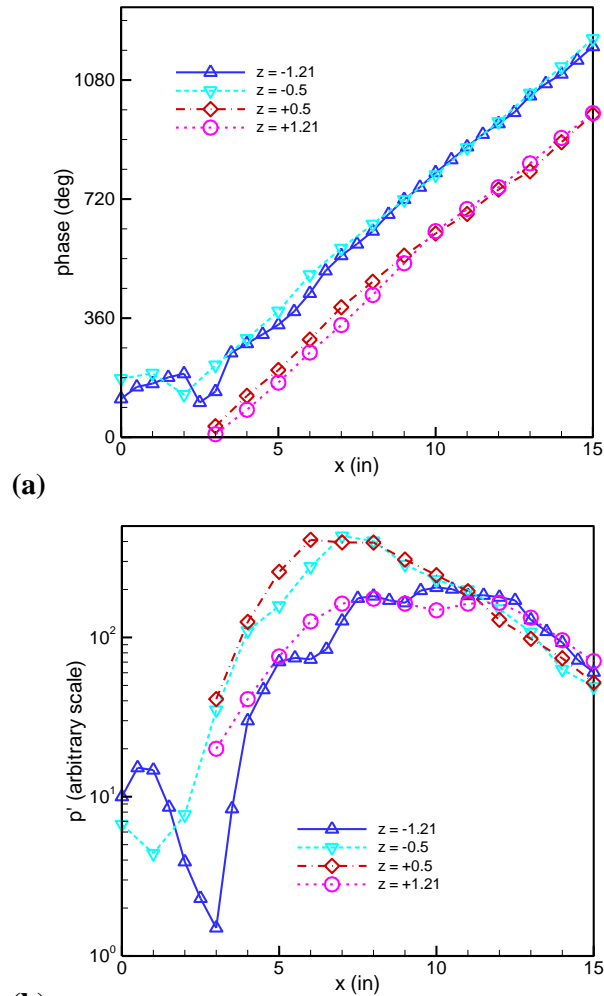 1080
720
360
0
phase (deg)
z = -1.21
z = -0.5
z = +0.5
z = +1.21
0 5 10 15
x (in)
(a)
10²
10¹
10⁰
p' (arbitrary scale)
z = -1.21
z = -0.5
z = +0.5
z = +1.21
0 5 10 15
x (in)